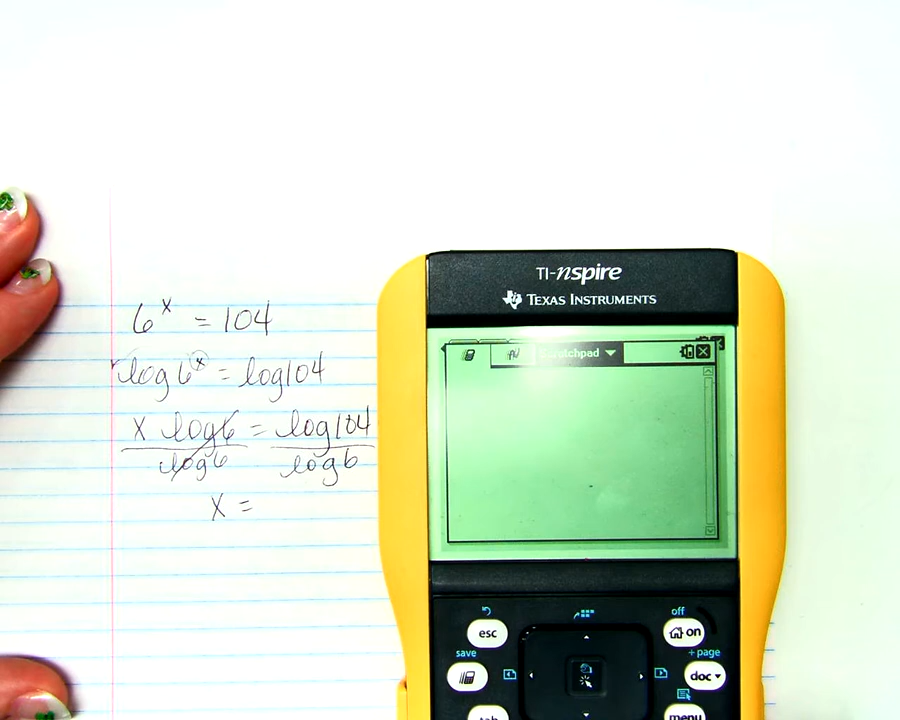 6^x = 104
log 6^x = log 104
x log 6 = log 104
log 6 log 6
x =
TI-nspire
TEXAS INSTRUMENTS
Scratchpad
esc
off
on
save
+ page
doc
tab
menu